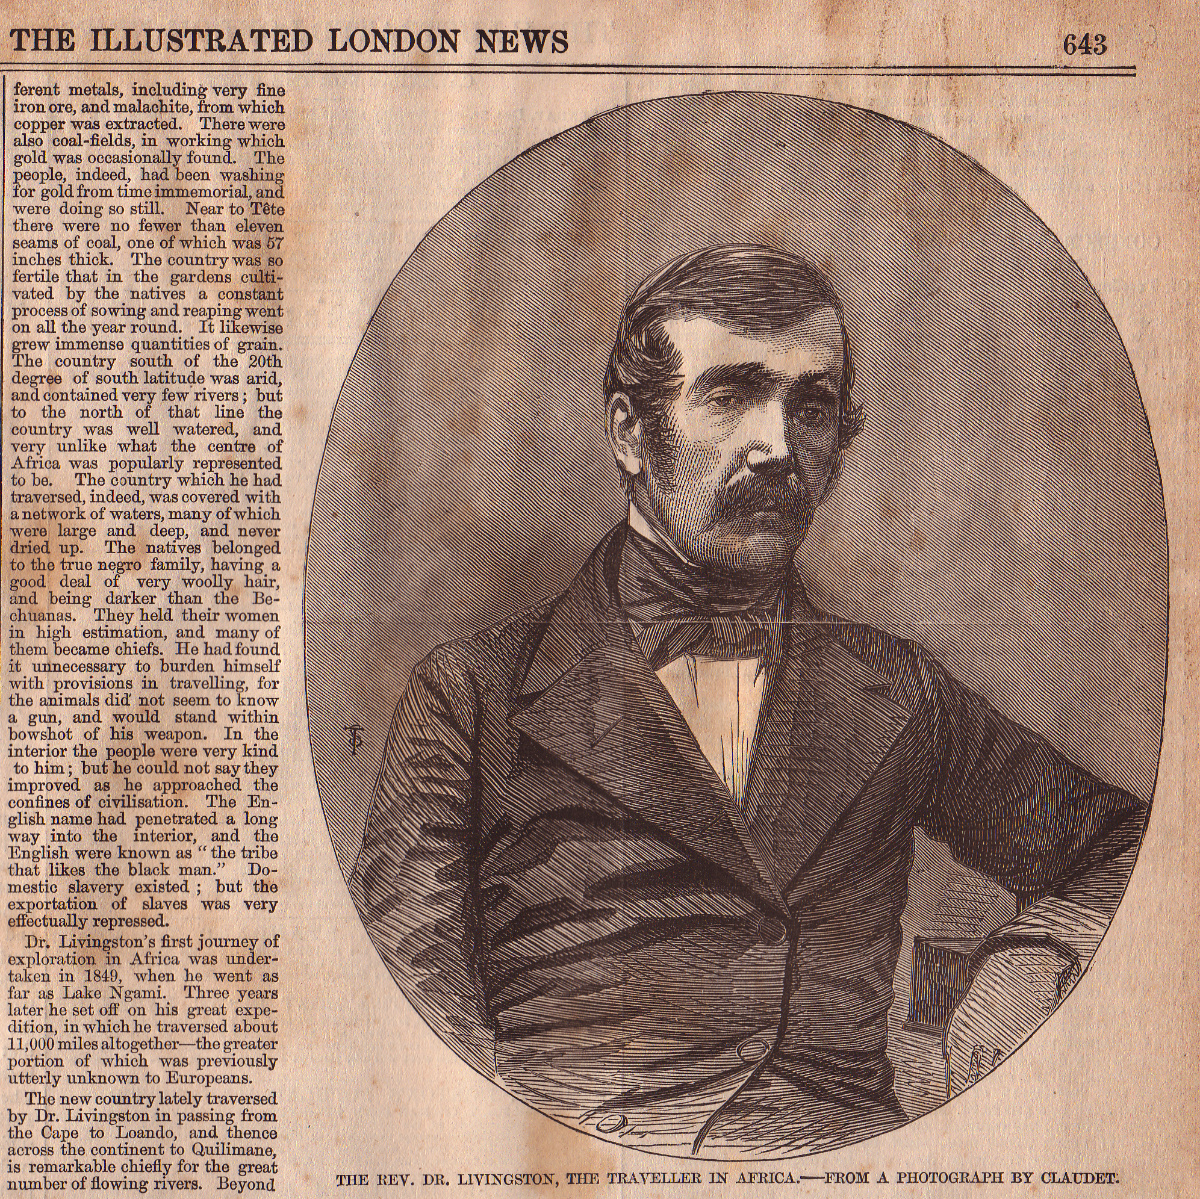 THE ILLUSTRATED LONDON NEWS
643
ferent metals, including very fine
iron ore, and malachite, from which
copper was extracted. There were
also coal-fields, in working which
gold was occasionally found. The
people, indeed, had been washing
for gold from time immemorial, and
were doing so still. Near to Tête
there were no fewer than eleven
seams of coal, one of which was 57
inches thick. The country was so
fertile that in the gardens culti-
vated by the natives a constant
process of sowing and reaping went
on all the year round. It likewise
grew immense quantities of grain.
The country south of the 20th
degree of south latitude was arid,
and contained very few rivers; but
to the north of that line the
country was well watered, and
very unlike what the centre of
Africa was popularly represented
to be. The country which he had
traversed, indeed, was covered with
a network of waters, many of which
were large and deep, and never
dried up. The natives belonged
to the true negro family, having a
good deal of very woolly hair,
and being darker than the Be-
chuanas. They held their women
in high estimation, and many of
them became chiefs. He had found
it unnecessary to burden himself
with provisions in travelling, for
the animals did not seem to know
a gun, and would stand within
bowshot of his weapon. In the
interior the people were very kind
to him; but he could not say they
improved as he approached the
confines of civilisation. The En-
glish name had penetrated a long
way into the interior, and the
English were known as "the tribe
that likes the black man." Do-
mestic slavery existed; but the
exportation of slaves was very
effectually repressed.
Dr. Livingston's first journey of
exploration in Africa was under-
taken in 1849, when he went as
far as Lake Ngami. Three years
later he set off on his great expe-
dition, in which he traversed about
11,000 miles altogether—the greater
portion of which was previously
utterly unknown to Europeans.
The new country lately traversed
by Dr. Livingston in passing from
the Cape to Loando, and thence
across the continent to Quilimane,
is remarkable chiefly for the great
number of flowing rivers. Beyond
THE REV. DR. LIVINGSTON, THE TRAVELLER IN AFRICA.—FROM A PHOTOGRAPH BY CLAUDET.